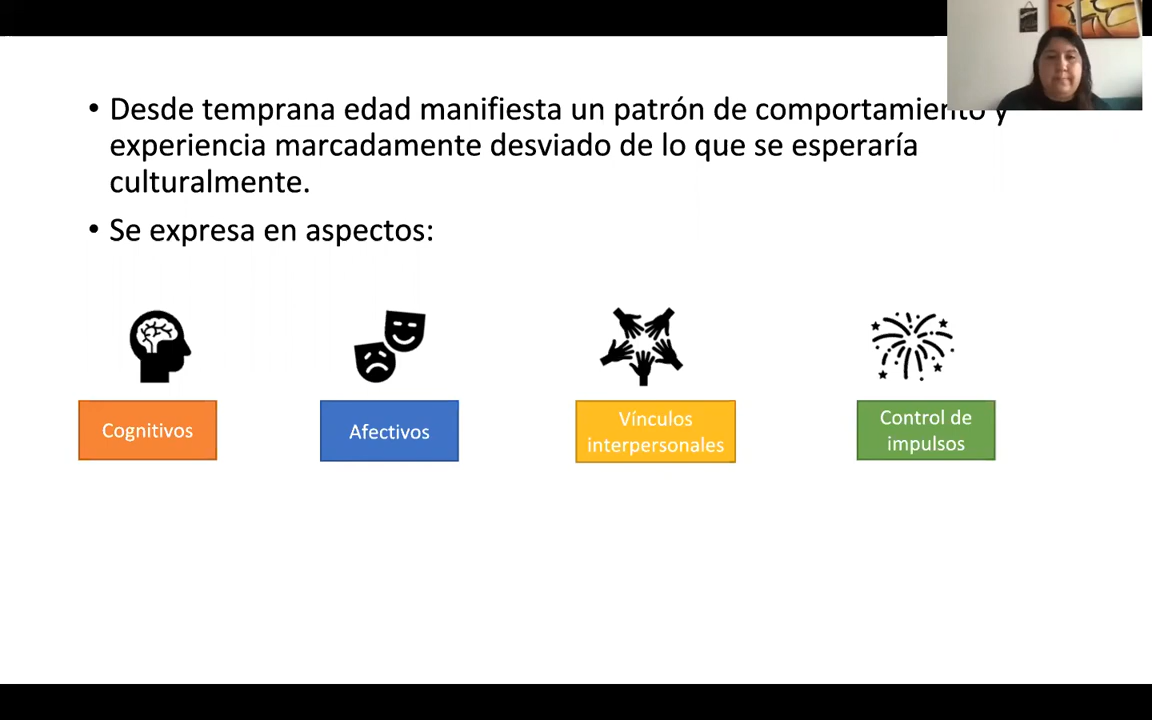 • Desde temprana edad manifiesta un patrón de comportamiento y
experiencia marcadamente desviado de lo que se esperaría
culturalmente.
• Se expresa en aspectos:
Cognitivos
Afectivos
Vínculos
interpersonales
Control de
impulsos